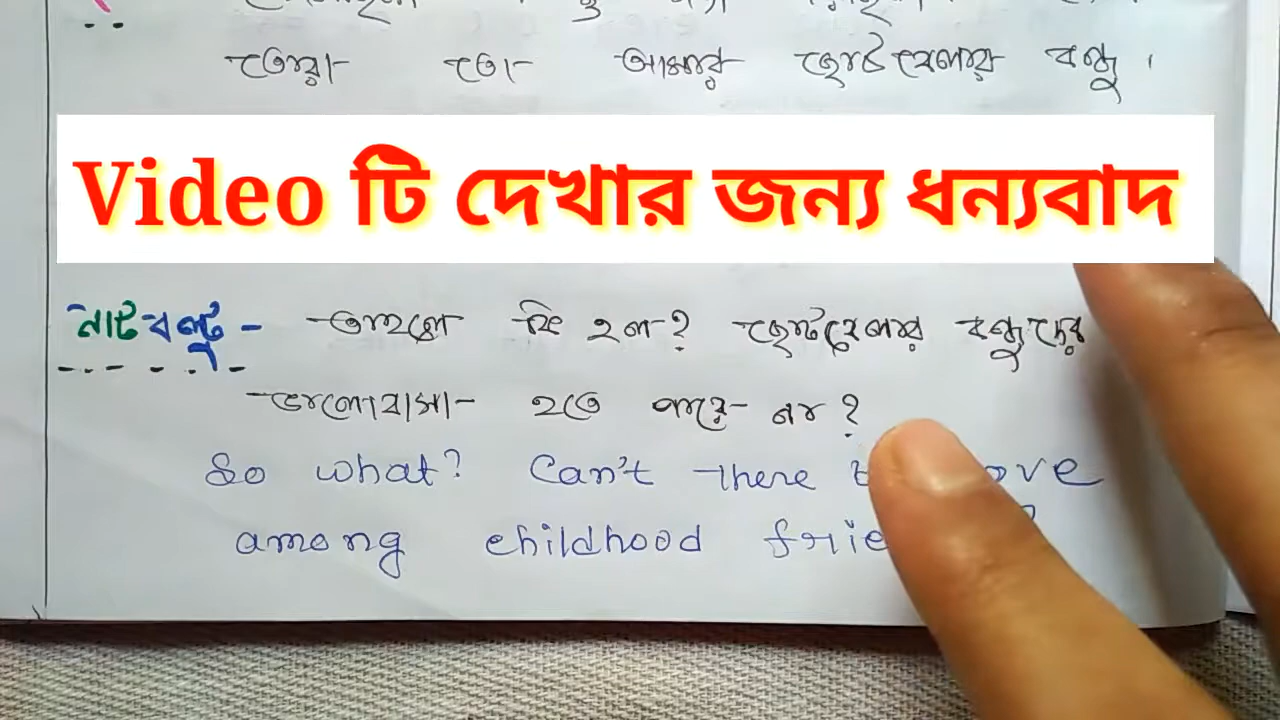 তোরা তো আমার ছোটবেলার বন্ধু ।
Video টি দেখার জন্য ধন্যবাদ
নাটবল্টু - তাহলে কি হল? ছোটবেলার বন্ধুদের
ভালোবাসা হতে পারে না?
So what? Can't there love
among childhood